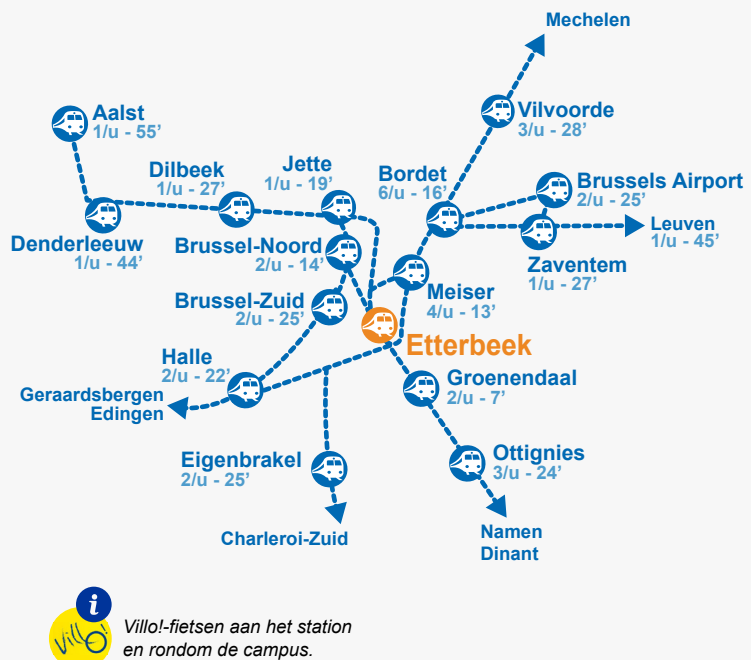 Mechelen
Aalst
1/u - 55’
Vilvoorde
3/u - 28’
Dilbeek
1/u - 27’
Jette
1/u - 19’
Bordet
6/u - 16’
Brussels Airport
2/u - 25’
Denderleeuw
1/u - 44’
Brussel-Noord
2/u - 14’
Leuven
1/u - 45’
Zaventem
1/u - 27’
Brussel-Zuid
2/u - 25’
Meiser
4/u - 13’
Etterbeek
Halle
2/u - 22’
Groenendaal
2/u - 7’
Geraardsbergen
Edingen
Eigenbrakel
2/u - 25’
Ottignies
3/u - 24’
Charleroi-Zuid
Namen
Dinant
i
VillO!
Villo!-fietsen aan het station
en rondom de campus.